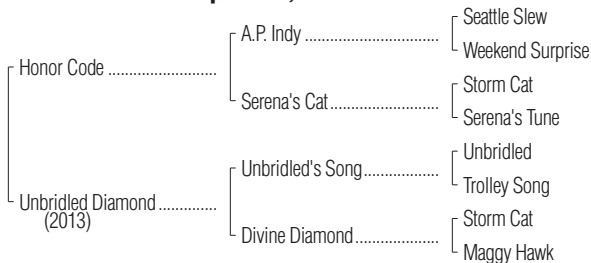 Seattle Slew
A.P. Indy ..............................
Weekend Surprise
Honor Code .........................
Storm Cat
Serena's Cat.........................
Serena's Tune
Unbridled
Unbridled's Song.................
Trolley Song
Unbridled Diamond..............
(2013)
Storm Cat
Divine Diamond...................
Maggy Hawk